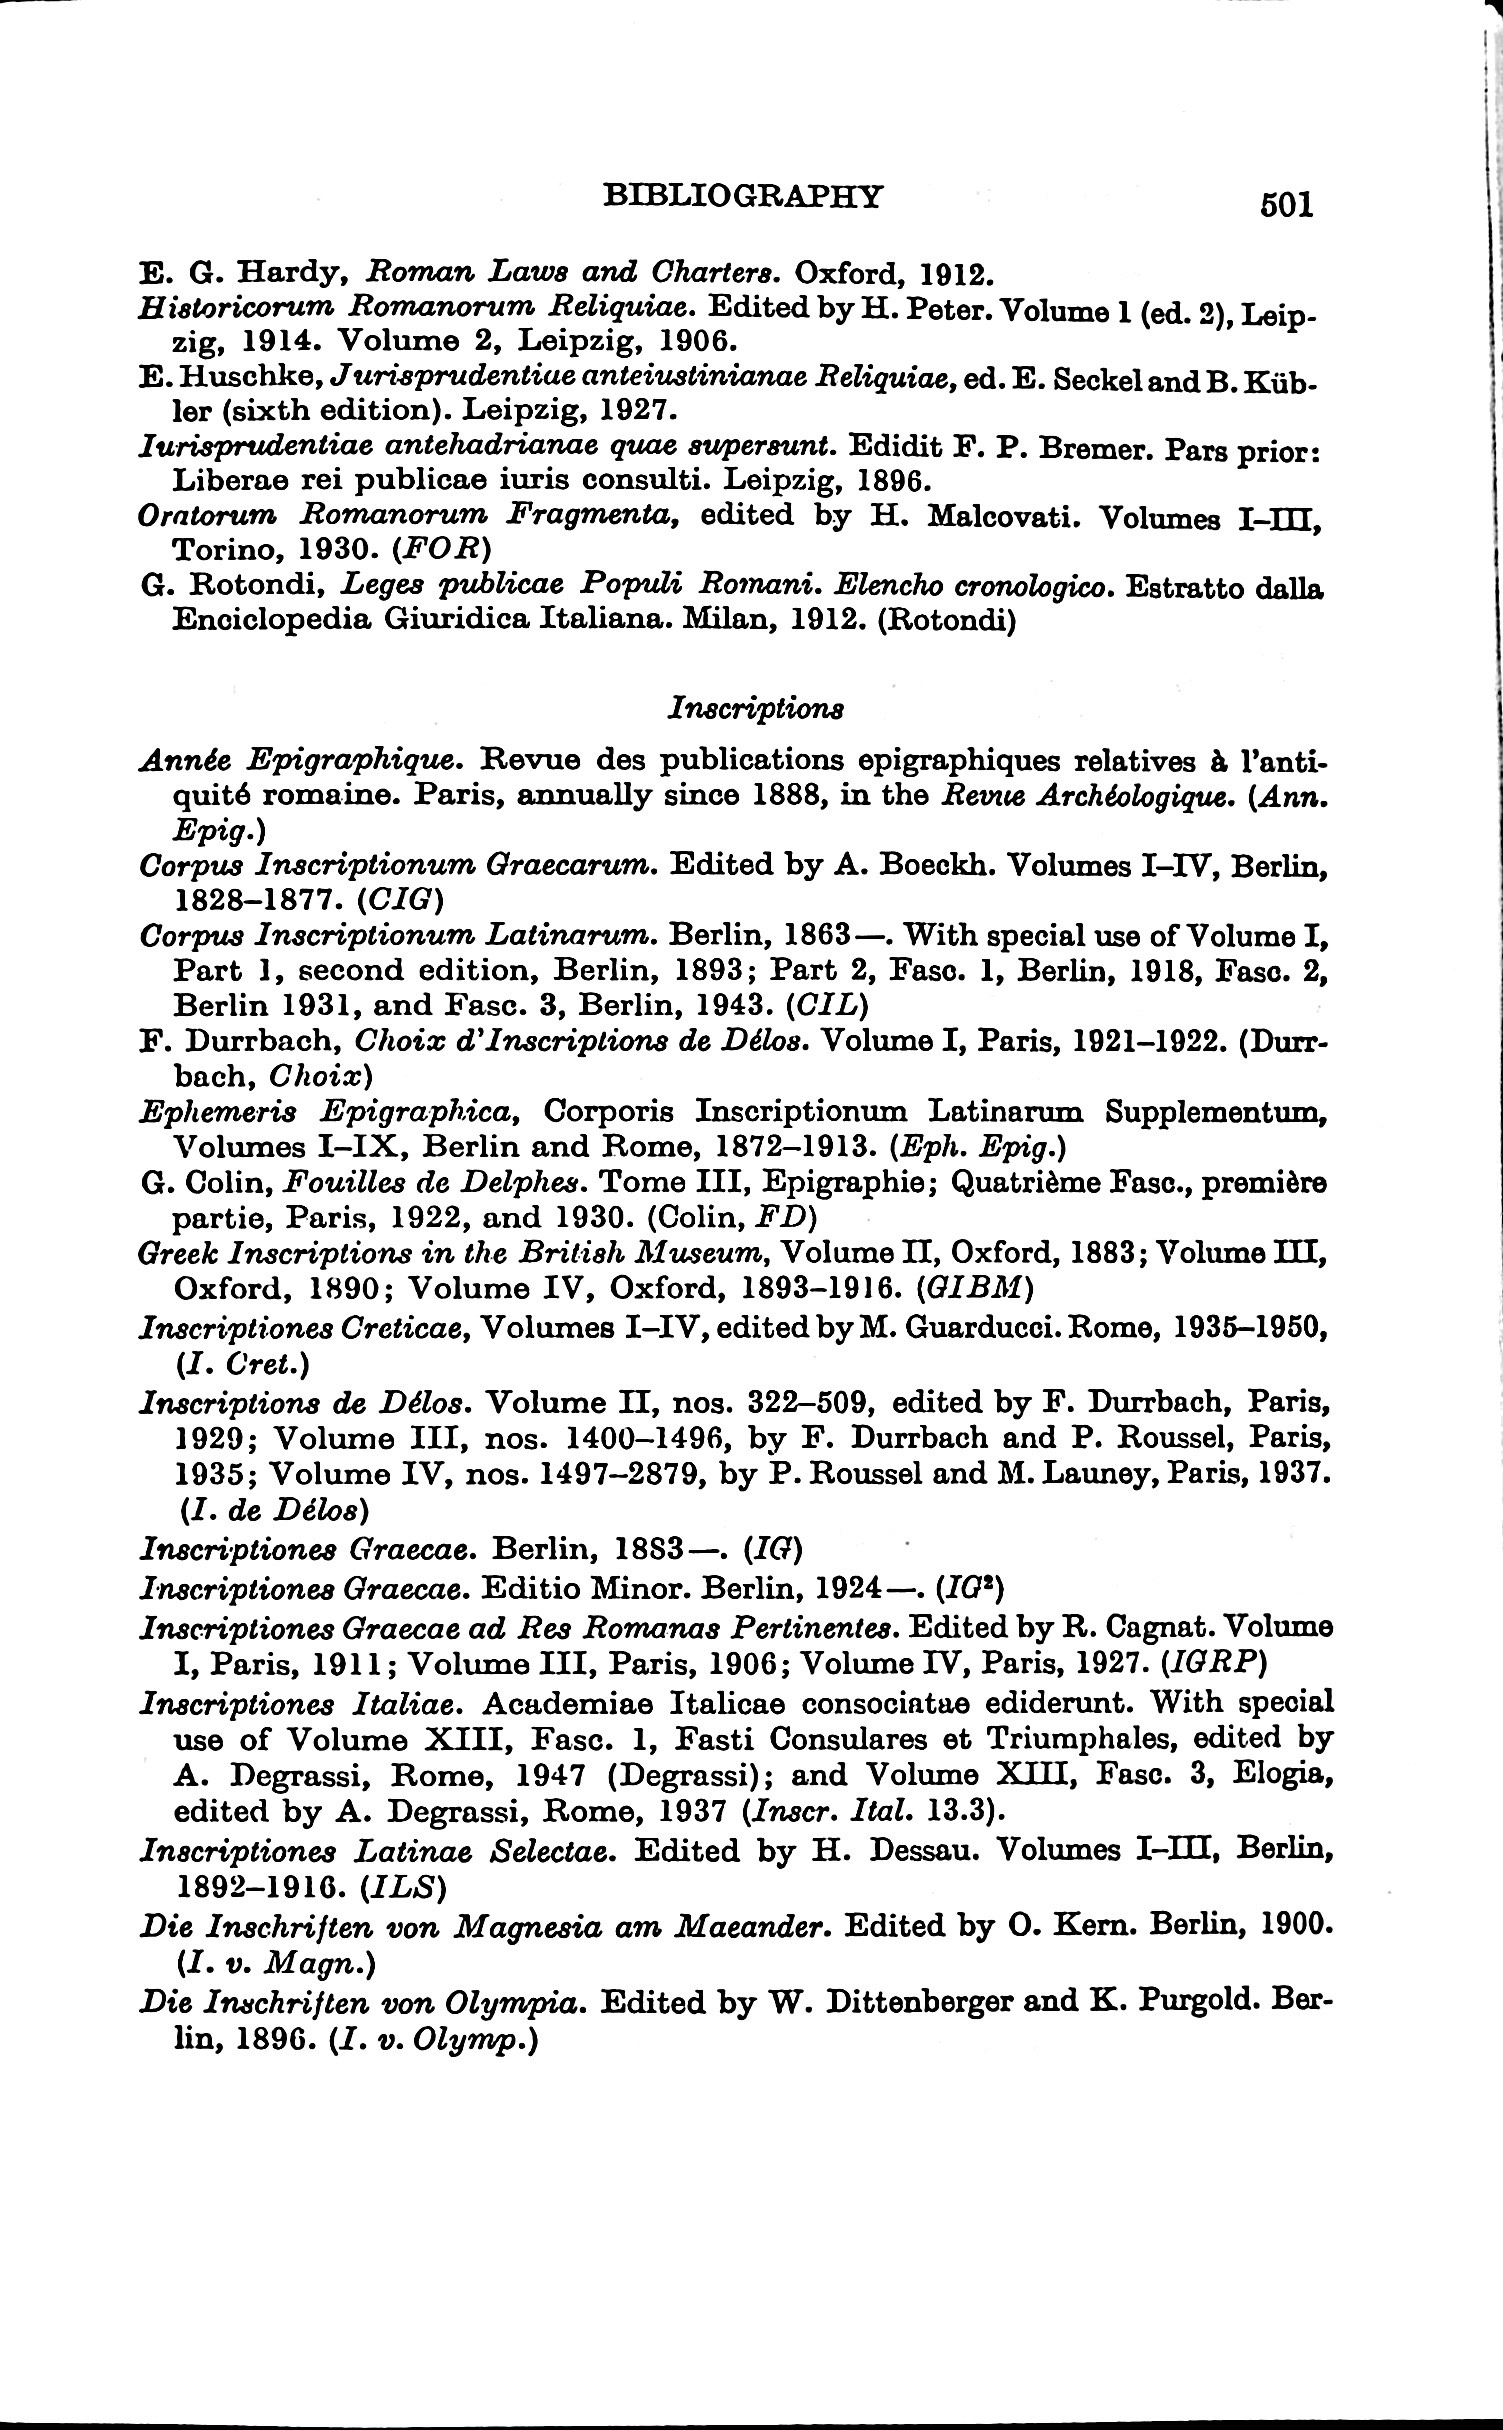 BIBLIOGRAPHY 501
E. G. Hardy, Roman Laws and Charters. Oxford, 1912.
Historicorum Romanorum Reliquiae. Edited by H. Peter. Volume 1 (ed. 2), Leip-
zig, 1914. Volume 2, Leipzig, 1906.
E. Huschke, Jurisprudentiae anteiustinianae Reliquiae, ed. E. Seckel and B. Küb-
ler (sixth edition). Leipzig, 1927.
Iurisprudentiae antehadrianae quae supersunt. Edidit F. P. Bremer. Pars prior:
Liberae rei publicae iuris consulti. Leipzig, 1896.
Oratorum Romanorum Fragmenta, edited by H. Malcovati. Volumes I–III,
Torino, 1930. (FOR)
G. Rotondi, Leges publicae Populi Romani. Elencho cronologico. Estratto dalla
Enciclopedia Giuridica Italiana. Milan, 1912. (Rotondi)
Inscriptions
Année Epigraphique. Revue des publications epigraphiques relatives à l'anti-
quité romaine. Paris, annually since 1888, in the Revue Archéologique. (Ann.
Epig.)
Corpus Inscriptionum Graecarum. Edited by A. Boeckh. Volumes I–IV, Berlin,
1828–1877. (CIG)
Corpus Inscriptionum Latinarum. Berlin, 1863—. With special use of Volume I,
Part 1, second edition, Berlin, 1893; Part 2, Fasc. 1, Berlin, 1918, Fasc. 2,
Berlin 1931, and Fasc. 3, Berlin, 1943. (CIL)
F. Durrbach, Choix d'Inscriptions de Délos. Volume I, Paris, 1921–1922. (Durr-
bach, Choix)
Ephemeris Epigraphica, Corporis Inscriptionum Latinarum Supplementum,
Volumes I–IX, Berlin and Rome, 1872–1913. (Eph. Epig.)
G. Colin, Fouilles de Delphes. Tome III, Epigraphie; Quatrième Fasc., première
partie, Paris, 1922, and 1930. (Colin, FD)
Greek Inscriptions in the British Museum, Volume II, Oxford, 1883; Volume III,
Oxford, 1890; Volume IV, Oxford, 1893–1916. (GIBM)
Inscriptiones Creticae, Volumes I–IV, edited by M. Guarducci. Rome, 1935–1950,
(I. Cret.)
Inscriptions de Délos. Volume II, nos. 322–509, edited by F. Durrbach, Paris,
1929; Volume III, nos. 1400–1496, by F. Durrbach and P. Roussel, Paris,
1935; Volume IV, nos. 1497–2879, by P. Roussel and M. Launey, Paris, 1937.
(I. de Délos)
Inscriptiones Graecae. Berlin, 1883—. (IG)
Inscriptiones Graecae. Editio Minor. Berlin, 1924—. (IG²)
Inscriptiones Graecae ad Res Romanas Pertinentes. Edited by R. Cagnat. Volume
I, Paris, 1911; Volume III, Paris, 1906; Volume IV, Paris, 1927. (IGRP)
Inscriptiones Italiae. Academiae Italicae consociatae ediderunt. With special
use of Volume XIII, Fasc. 1, Fasti Consulares et Triumphales, edited by
A. Degrassi, Rome, 1947 (Degrassi); and Volume XIII, Fasc. 3, Elogia,
edited by A. Degrassi, Rome, 1937 (Inscr. Ital. 13.3).
Inscriptiones Latinae Selectae. Edited by H. Dessau. Volumes I–III, Berlin,
1892–1916. (ILS)
Die Inschriften von Magnesia am Maeander. Edited by O. Kern. Berlin, 1900.
(I. v. Magn.)
Die Inschriften von Olympia. Edited by W. Dittenberger and K. Purgold. Ber-
lin, 1896. (I. v. Olymp.)